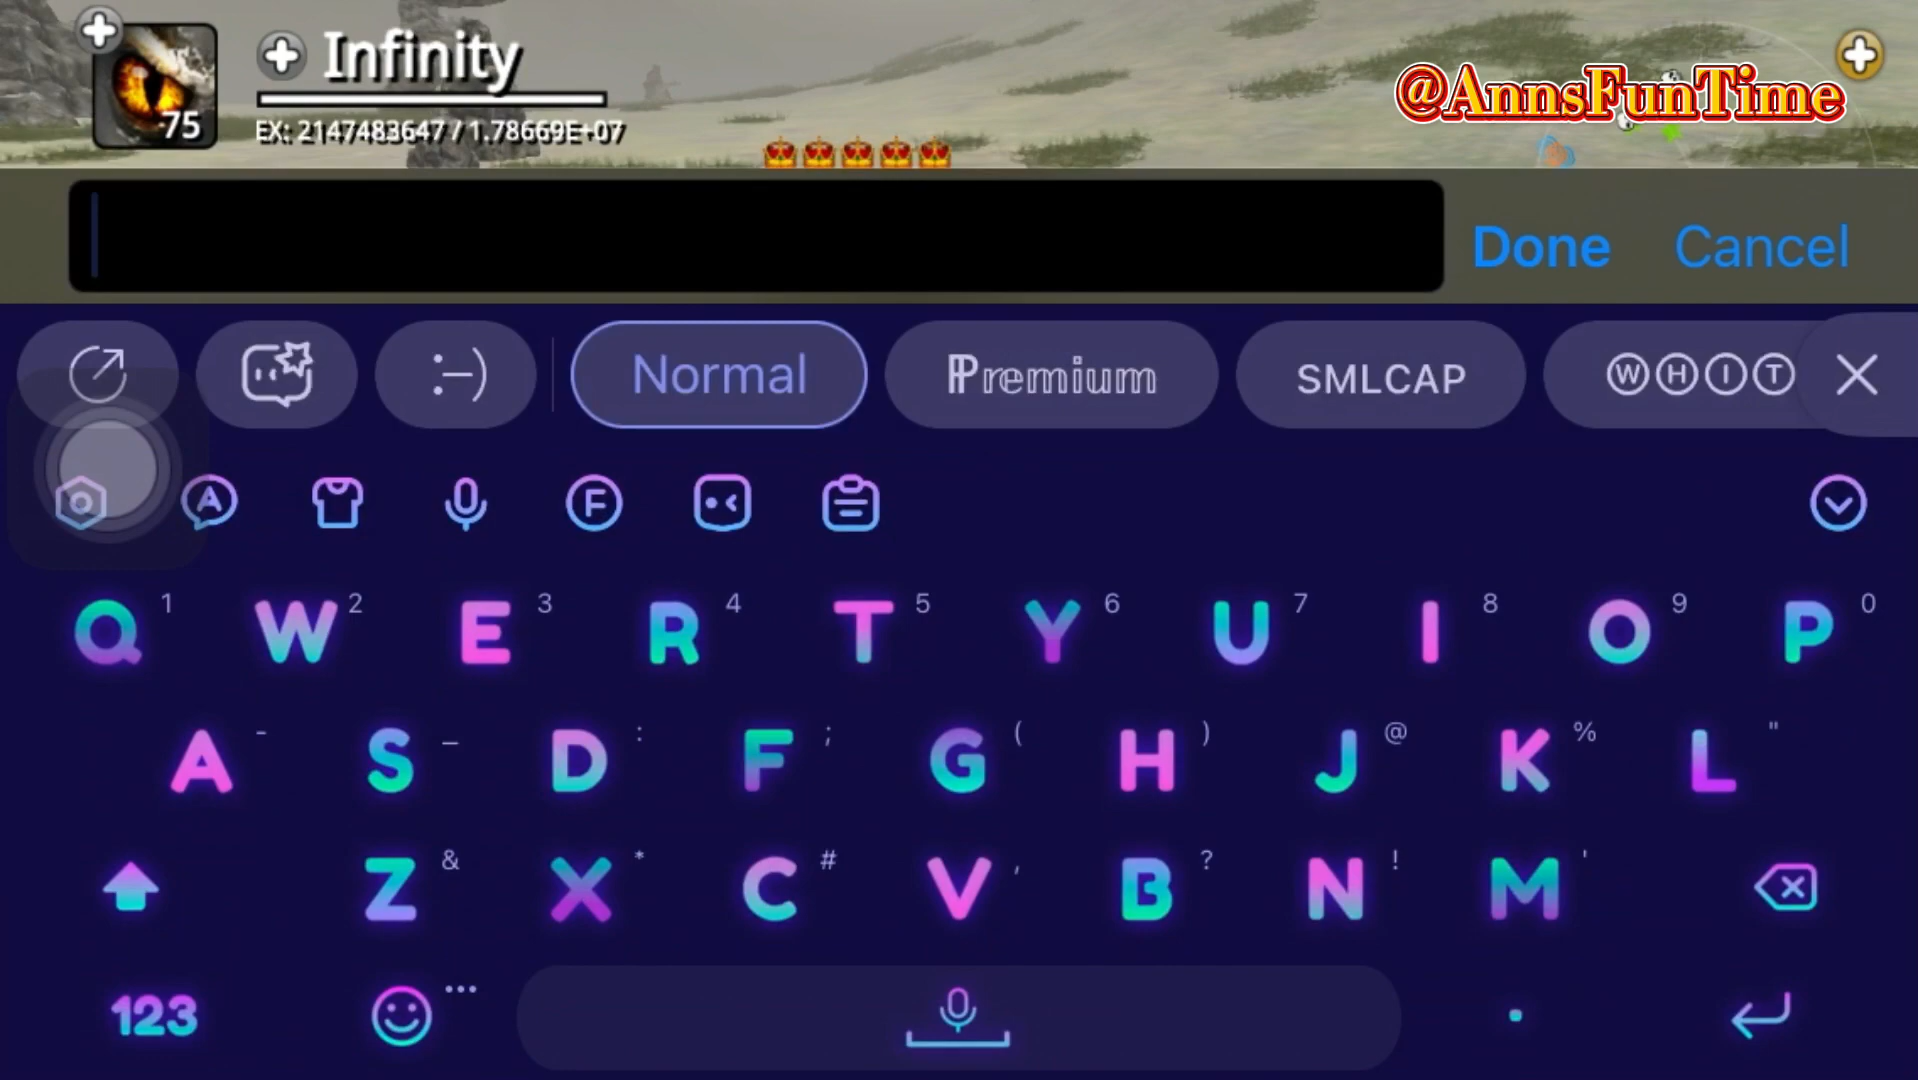 Infinity
@AnnsFunTime
75
EX: 2147483647 / 1.78669E+07
Done Cancel
:-) Normal ℙremium SMLCAP ⓌⒽⒾⓉ
A F
Q 1 W 2 E 3 R 4 T 5 Y 6 U 7 I 8 O 9 P 0
A - S _ D : F ; G ( H ) J @ K % L "
Z & X * C # V , B ? N ! M '
123 ... .